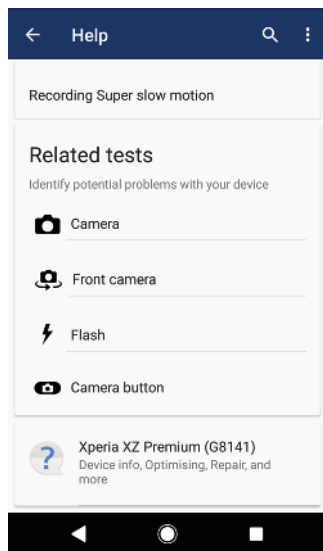 Help
Recording Super slow motion
Related tests
Identify potential problems with your device
Camera
Front camera
Flash
Camera button
Xperia XZ Premium (G8141)
Device info, Optimising, Repair, and
more